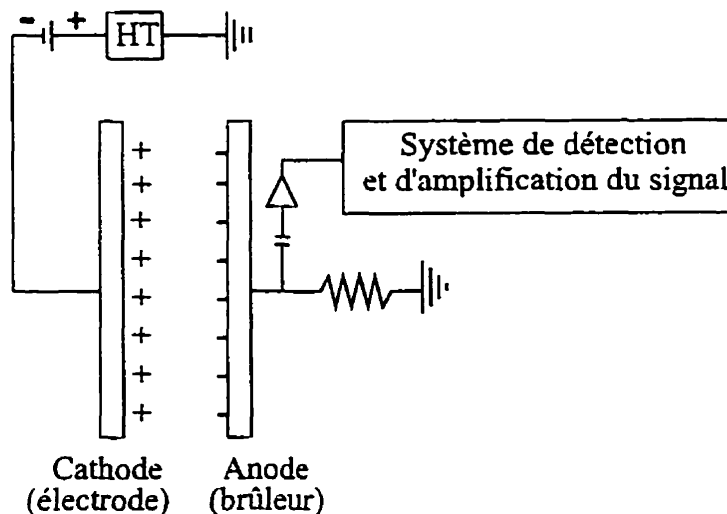 - +
HT
Système de détection
et d'amplification du signal
+ -
+ -
+ -
+ -
+ -
+ -
+ -
+ -
Cathode Anode
(électrode) (brûleur)